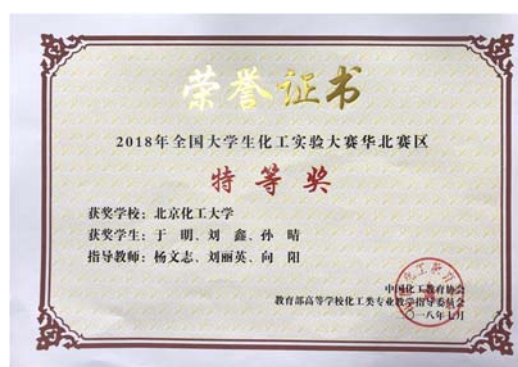 荣誉证书
2018年全国大学生化工实验大赛华北赛区
特等奖
获奖学校：北京化工大学
获奖学生：于 明、刘 鑫、孙 晴
指导教师：杨文志、刘丽英、向 阳
中国化工教育协会
教育部高等学校化工类专业教学指导委员会
二〇一八年七月